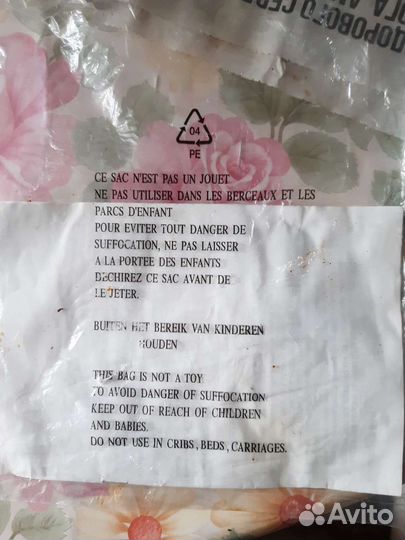 ДОРОВОГО СЕРД
ОГА
04
PE
CE SAC N'EST PAS UN JOUET
NE PAS UTILISER DANS LES BERCEAUX ET LES
PARCS D'ENFANT
POUR EVITER TOUT DANGER DE
SUFFOCATION, NE PAS LAISSER
A LA PORTEE DES ENFANTS
DECHIREZ CE SAC AVANT DE
LE JETER.
BUITEN HET BEREIK VAN KINDEREN
HOUDEN
THIS BAG IS NOT A TOY
TO AVOID DANGER OF SUFFOCATION
KEEP OUT OF REACH OF CHILDREN
AND BABIES.
DO NOT USE IN CRIBS, BEDS, CARRIAGES.
Avito